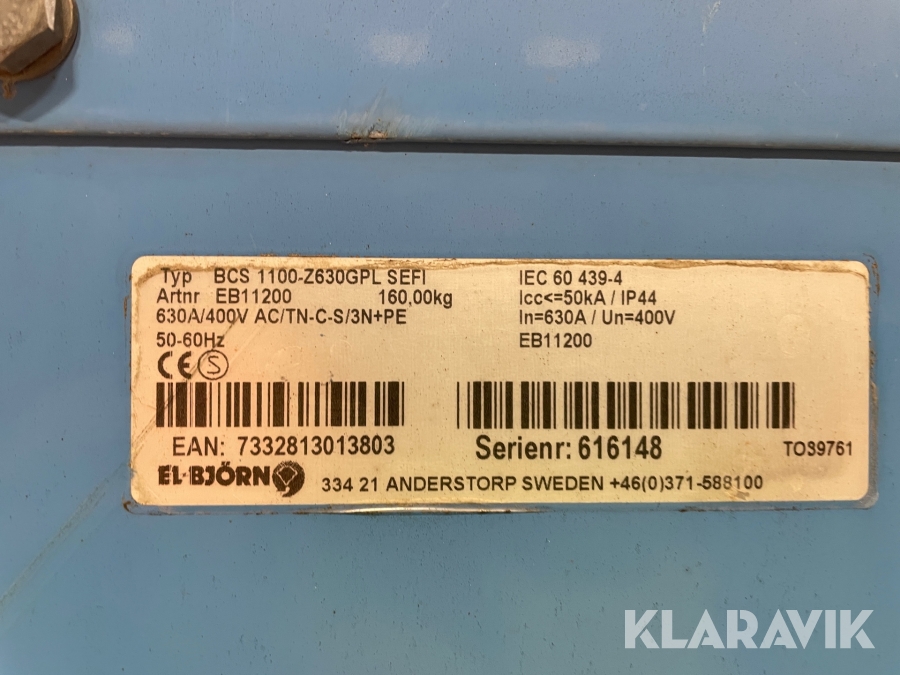 Typ BCS 1100-Z630GPL SEFI
Artnr EB11200 160,00kg
630A/400V AC/TN-C-S/3N+PE
50-60Hz
CE S
IEC 60 439-4
Icc<=50kA / IP44
In=630A / Un=400V
EB11200
EAN: 7332813013803
Serienr: 616148
TO39761
EL-BJÖRN
334 21 ANDERSTORP SWEDEN +46(0)371-588100
KLARAVIK